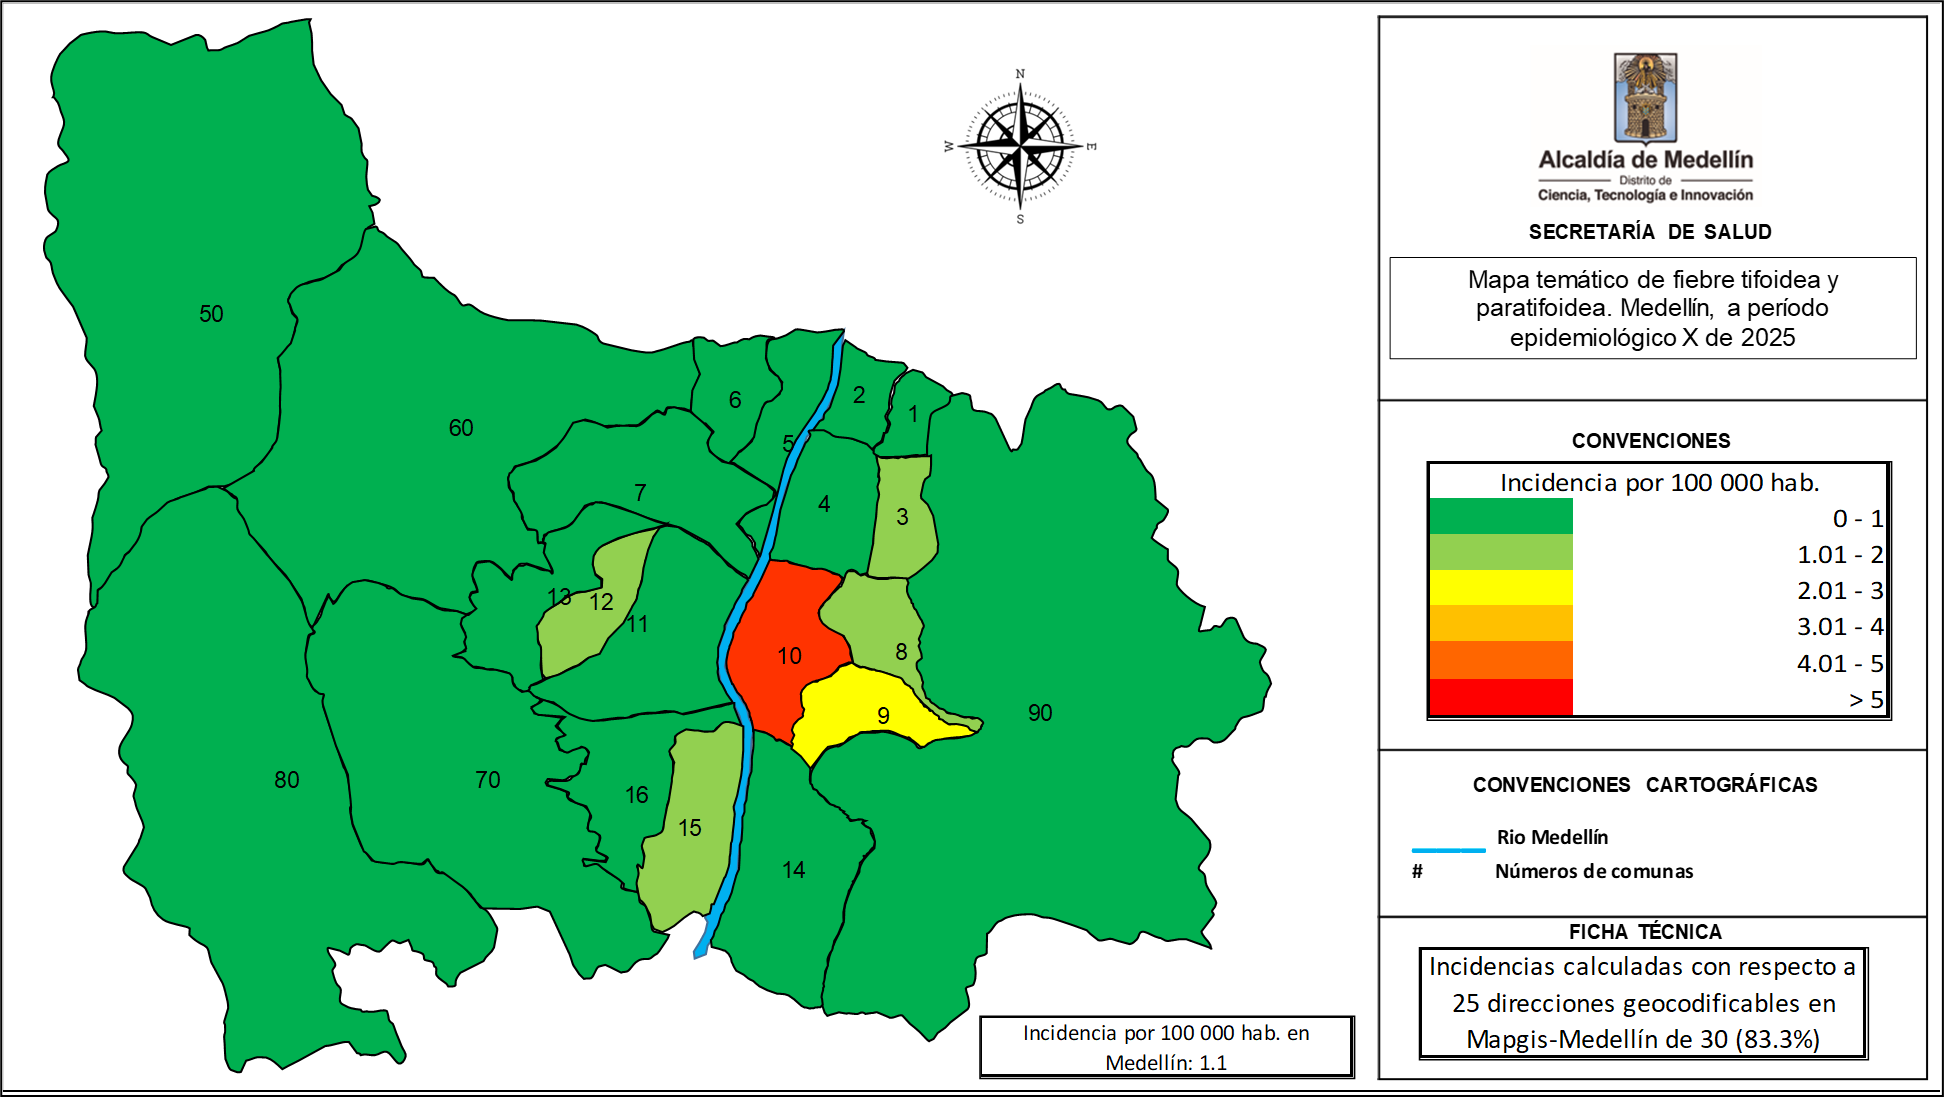 N
W
E
S
50
60
6
5
2
1
7
4
3
13
12
11
10
8
9
90
80
70
16
15
14
Incidencia por 100 000 hab. en
Medellín: 1.1
Alcaldía de Medellín
Distrito de
Ciencia, Tecnología e Innovación
SECRETARÍA DE SALUD
Mapa temático de fiebre tifoidea y
paratifoidea. Medellín, a período
epidemiológico X de 2025
CONVENCIONES
Incidencia por 100 000 hab.
0 - 1
1.01 - 2
2.01 - 3
3.01 - 4
4.01 - 5
> 5
CONVENCIONES CARTOGRÁFICAS
Rio Medellín
# Números de comunas
FICHA TÉCNICA
Incidencias calculadas con respecto a
25 direcciones geocodificables en
Mapgis-Medellín de 30 (83.3%)